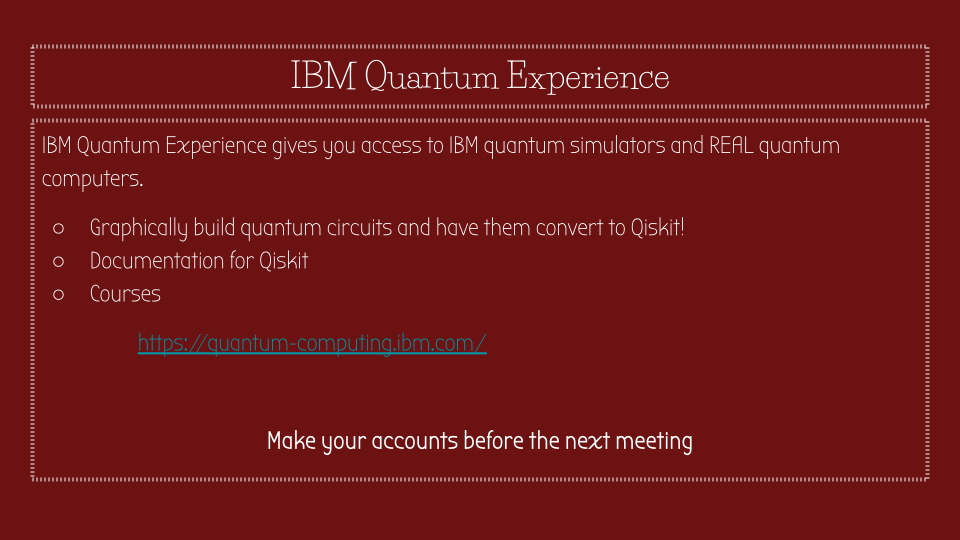 IBM Quantum Experience
IBM Quantum Experience gives you access to IBM quantum simulators and REAL quantum
computers.
○ Graphically build quantum circuits and have them convert to Qiskit!
○ Documentation for Qiskit
○ Courses
https://quantum-computing.ibm.com/
Make your accounts before the next meeting